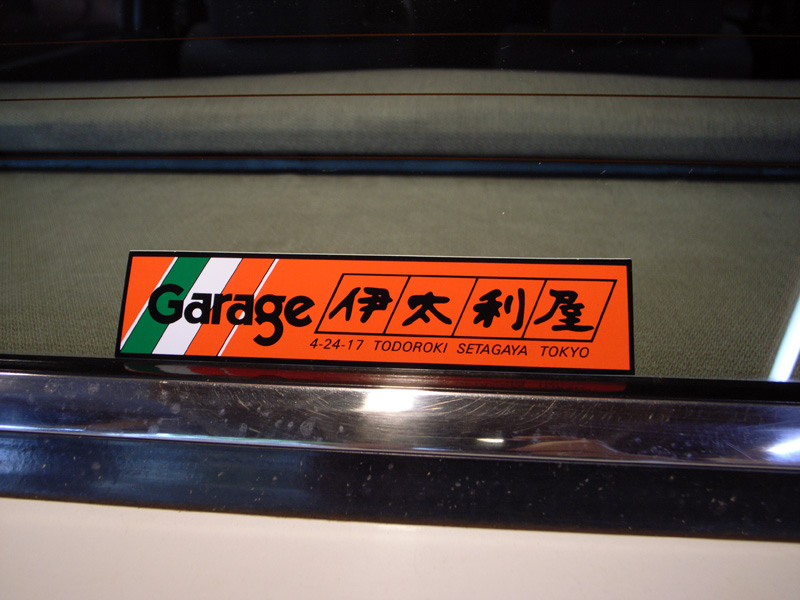 Garage 伊太利屋
4-24-17 TODOROKI SETAGAYA TOKYO